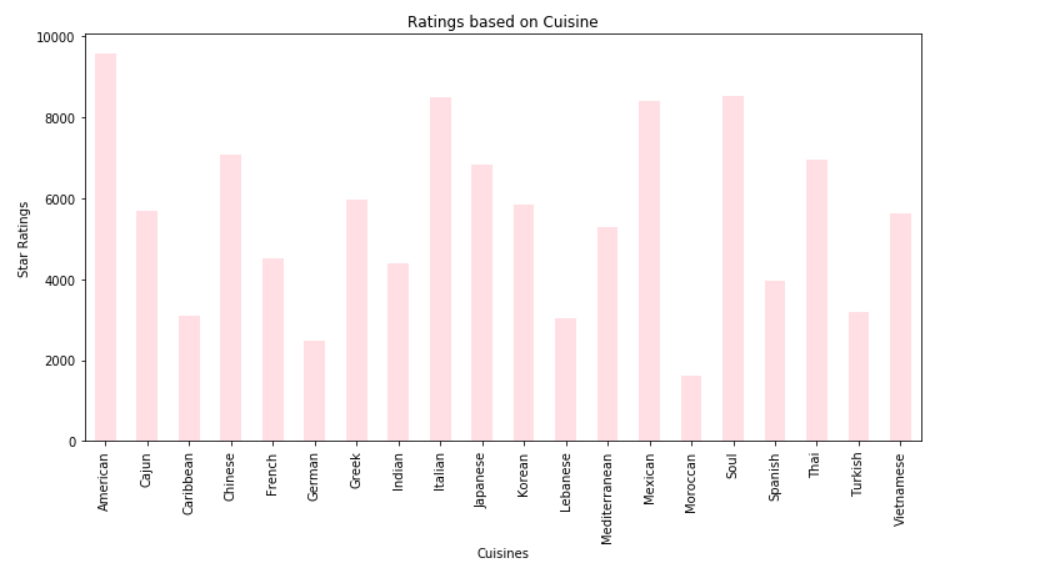 Ratings based on Cuisine
10000
8000
6000
4000
2000
0
Star Ratings
American
Cajun
Caribbean
Chinese
French
German
Greek
Indian
Italian
Japanese
Korean
Lebanese
Mediterranean
Mexican
Moroccan
Soul
Spanish
Thai
Turkish
Vietnamese
Cuisines